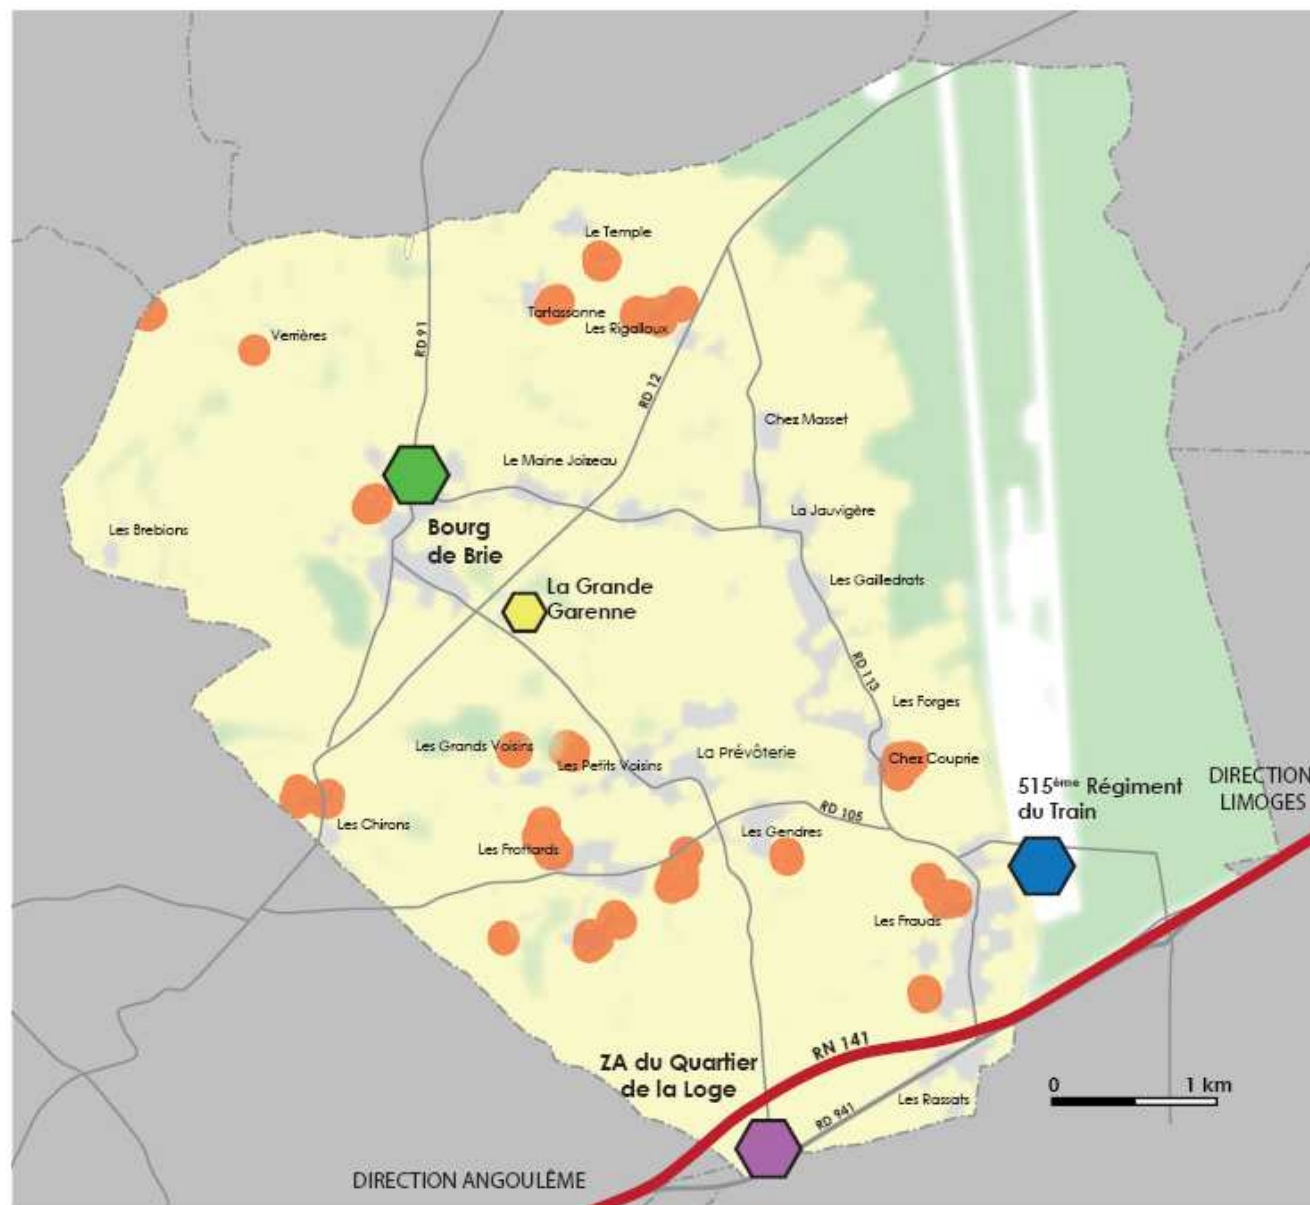 Le Temple
Tartassonne
Les Rigalloux
Verrières
RD 91
RD 12
Chez Masset
Le Maine Joizeau
La Jauvigère
Les Brebions
Bourg
de Brie
Les Gailledrats
La Grande
Garenne
RD 113
Les Forges
Les Grands Voisins
Les Petits Voisins
La Prévôterie
Chez Couprie
515ème Régiment
du Train
DIRECTION
LIMOGES
RD 105
Les Chirons
Les Gendres
Les Frottards
Les Frauds
RN 141
ZA du Quartier
de la Loge
0 1 km
Les Rassats
RD 941
DIRECTION ANGOULÊME